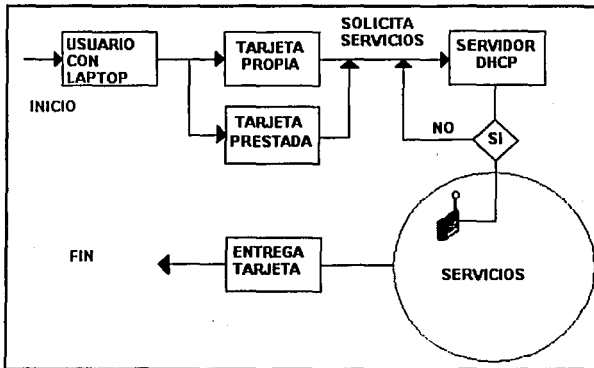 USUARIO
CON
LAPTOP
TARJETA
PROPIA
SOLICITA
SERVICIOS
SERVIDOR
DHCP
INICIO
TARJETA
PRESTADA
NO
SI
FIN
ENTREGA
TARJETA
SERVICIOS